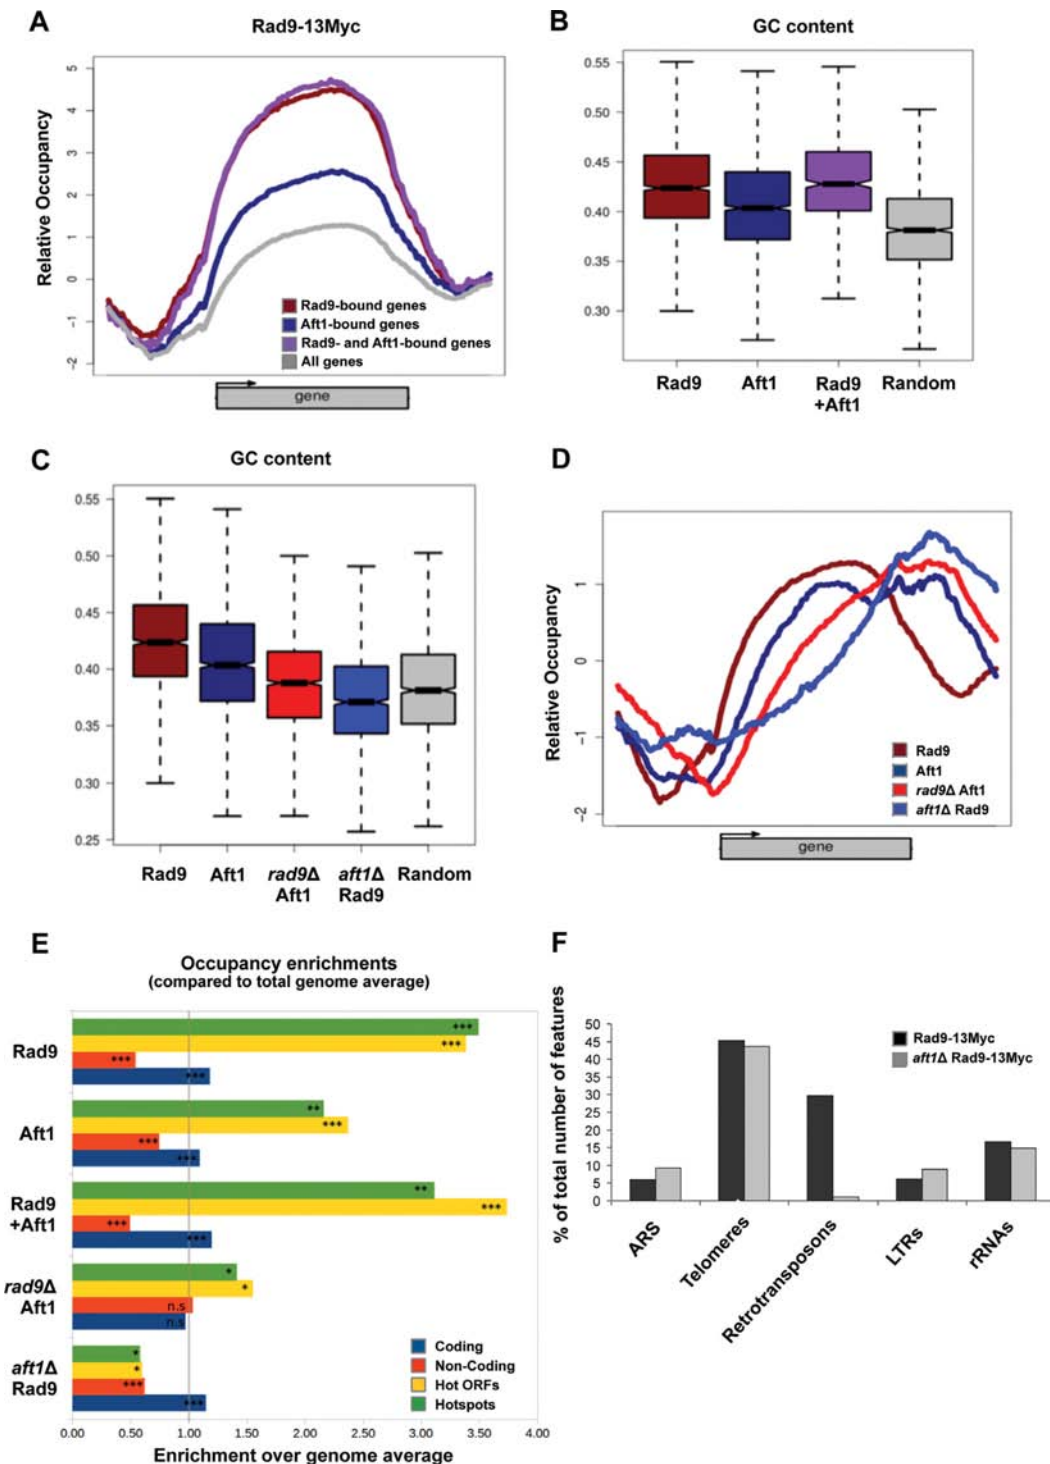 A
Rad9-13Myc
Relative Occupancy
5
4
3
2
1
0
-1
-2
Rad9-bound genes
Aft1-bound genes
Rad9- and Aft1-bound genes
All genes
gene
B
GC content
0.55
0.50
0.45
0.40
0.35
0.30
Rad9
Aft1
Rad9
+Aft1
Random
C
GC content
0.55
0.50
0.45
0.40
0.35
0.30
0.25
Rad9
Aft1
rad9Δ
Aft1
aft1Δ
Rad9
Random
D
Relative Occupancy
1
0
-1
-2
Rad9
Aft1
rad9Δ Aft1
aft1Δ Rad9
gene
E
Occupancy enrichments
(compared to total genome average)
Rad9
***
***
***
***
Aft1
**
***
***
***
Rad9
+Aft1
**
***
***
***
rad9Δ
Aft1
*
*
n.s
n.s
aft1Δ
Rad9
*
*
***
***
Coding
Non-Coding
Hot ORFs
Hotspots
0.00 0.50 1.00 1.50 2.00 2.50 3.00 3.50 4.00
Enrichment over genome average
F
% of total number of features
50
45
40
35
30
25
20
15
10
5
0
Rad9-13Myc
aft1Δ Rad9-13Myc
ARS
Telomeres
Retrotransposons
LTRs
rRNAs